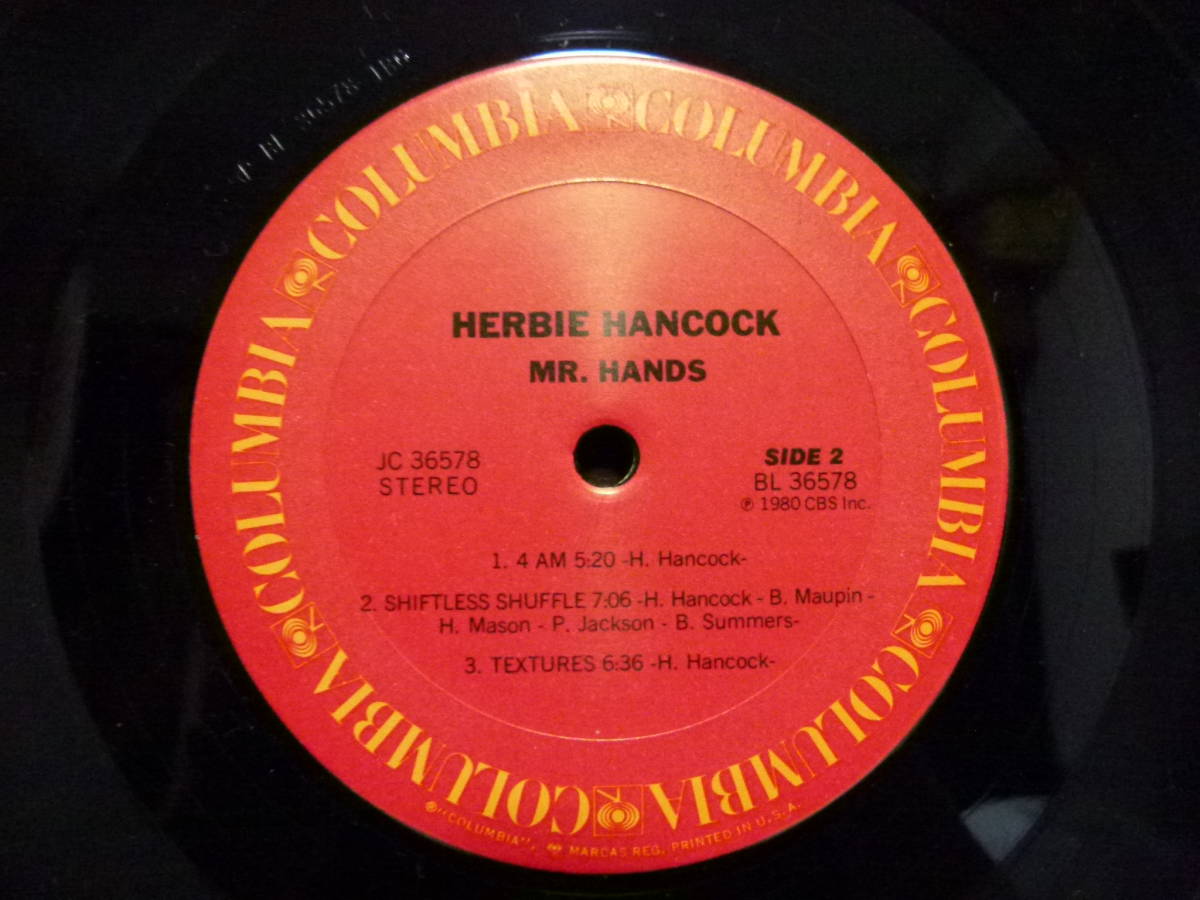 COLUMBIA COLUMBIA COLUMBIA COLUMBIA COLUMBIA COLUMBIA
HERBIE HANCOCK
MR. HANDS
JC 36578
STEREO
SIDE 2
BL 36578
℗ 1980 CBS Inc.
1. 4 AM 5:20 -H. Hancock-
2. SHIFTLESS SHUFFLE 7:06 -H. Hancock - B. Maupin -
H. Mason - P. Jackson - B. Summers-
3. TEXTURES 6:36 -H. Hancock-
®"COLUMBIA", MARCAS REG. PRINTED IN U.S.A.
BL 36578